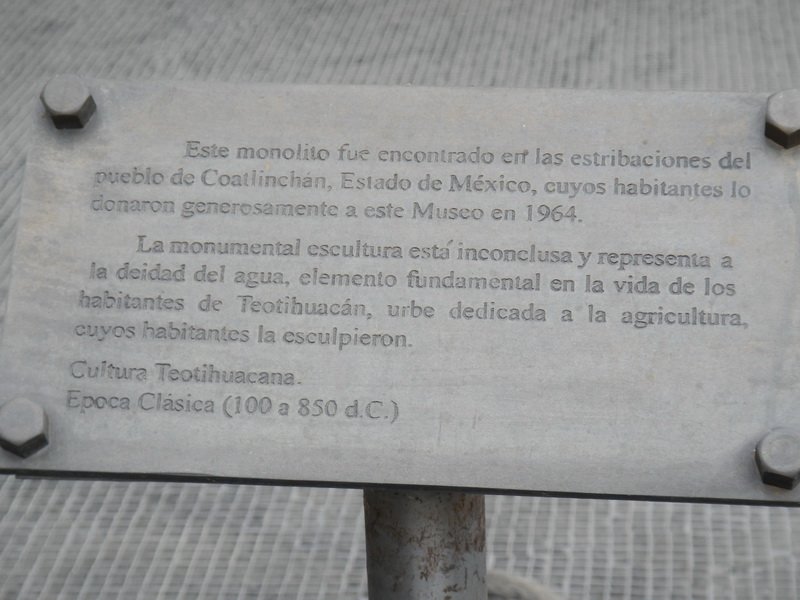 Este monolito fue encontrado en las estribaciones del
pueblo de Coatlinchán, Estado de México, cuyos habitantes lo
donaron generosamente a este Museo en 1964.
La monumental escultura está inconclusa y representa a
la deidad del agua, elemento fundamental en la vida de los
habitantes de Teotihuacán, urbe dedicada a la agricultura,
cuyos habitantes la esculpieron.
Cultura Teotihuacana.
Epoca Clásica (100 a 850 d.C.)